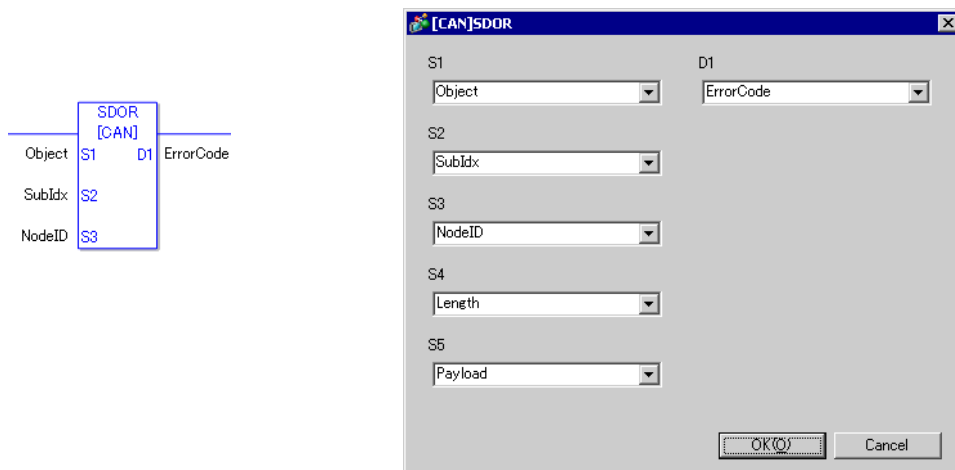 SDOR
[CAN]
Object S1 D1 ErrorCode
SubIdx S2
NodeID S3
[CAN]SDOR
S1 D1
Object ErrorCode
S2
SubIdx
S3
NodeID
S4
Length
S5
Payload
OK(O) Cancel